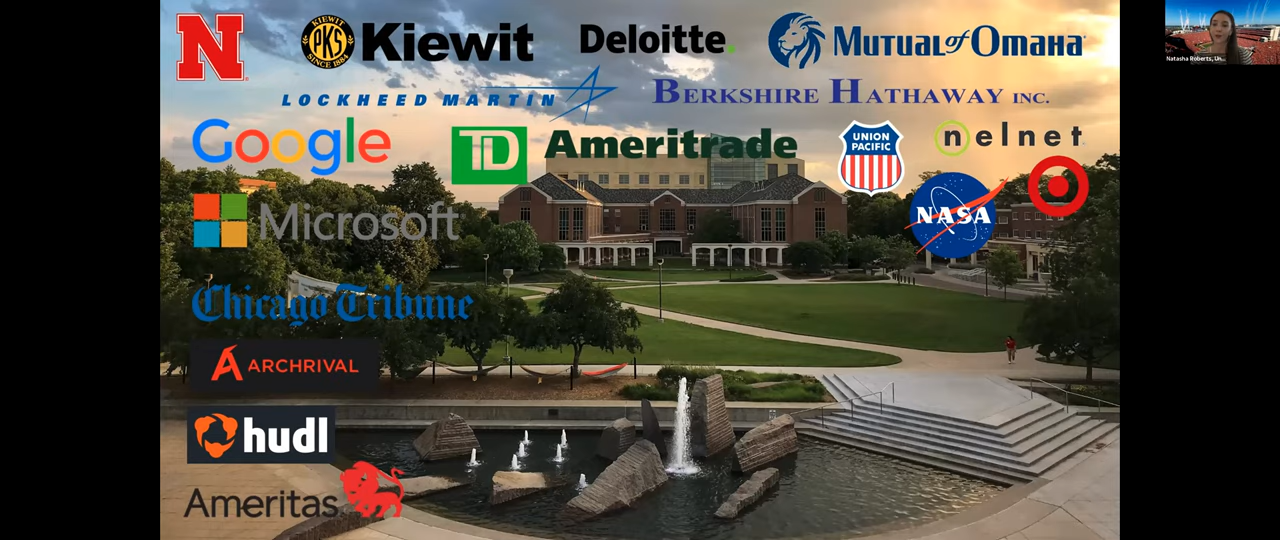 N
KIEWIT
PKS
SINCE 1884
Kiewit
Deloitte.
Mutual of Omaha
LOCKHEED MARTIN
BERKSHIRE HATHAWAY INC.
Google
TD Ameritrade
UNION
PACIFIC
nelnet
Microsoft
NASA
Chicago Tribune
ARCHRIVAL
hudl
Ameritas
Natasha Roberts, Un...